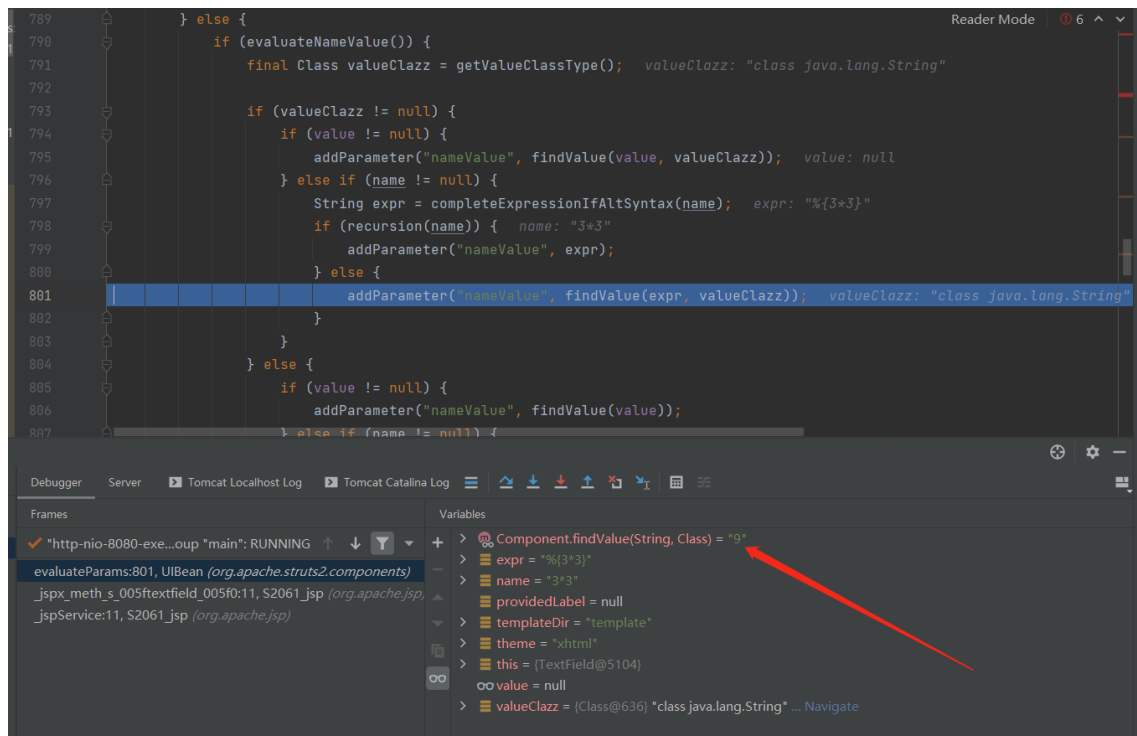 789 } else { Reader Mode 6
790 if (evaluateNameValue()) {
791 final Class valueClazz = getValueClassType(); valueClazz: "class java.lang.String"
792
793 if (valueClazz != null) {
794 if (value != null) {
795 addParameter("nameValue", findValue(value, valueClazz)); value: null
796 } else if (name != null) {
797 String expr = completeExpressionIfAltSyntax(name); expr: "%{3*3}"
798 if (recursion(name)) { name: "3*3"
799 addParameter("nameValue", expr);
800 } else {
801 addParameter("nameValue", findValue(expr, valueClazz)); valueClazz: "class java.lang.String"
802 }
803 }
804 } else {
805 if (value != null) {
806 addParameter("nameValue", findValue(value));
807 } else if (name != null) {
Debugger Server Tomcat Localhost Log Tomcat Catalina Log
Frames
"http-nio-8080-exe...oup "main": RUNNING
evaluateParams:801, UIBean (org.apache.struts2.components)
_jspx_meth_s_005ftextfield_005f0:11, S2061_jsp (org.apache.jsp)
_jspService:11, S2061_jsp (org.apache.jsp)
Variables
Component.findValue(String, Class) = "9"
expr = "%{3*3}"
name = "3*3"
providedLabel = null
templateDir = "template"
theme = "xhtml"
this = {TextField@5104}
value = null
valueClazz = {Class@636} "class java.lang.String" ... Navigate